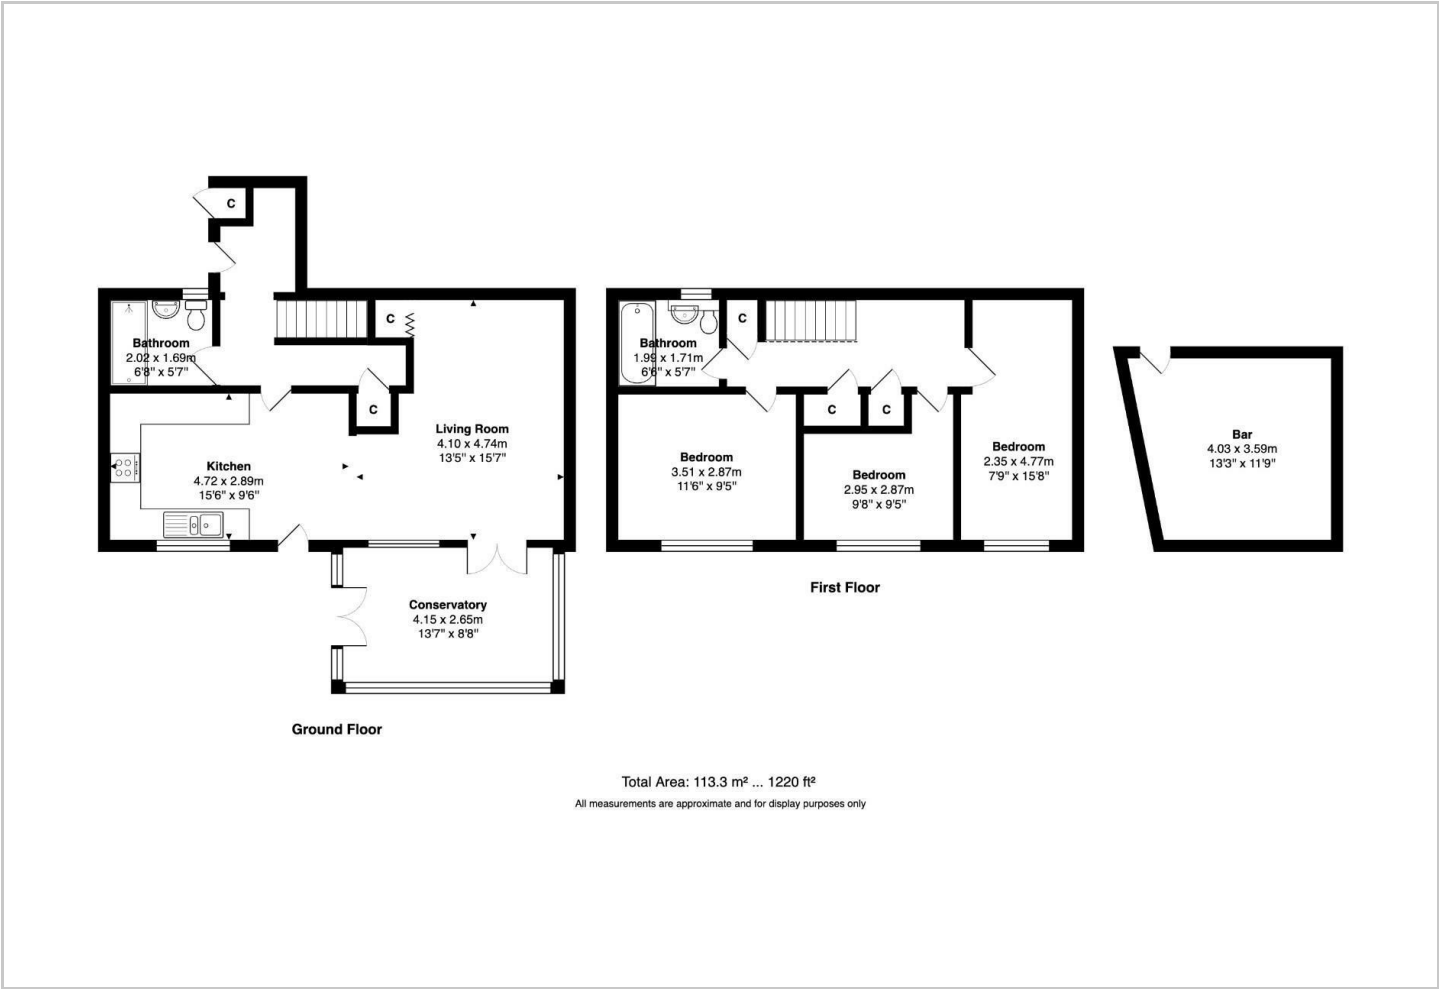 C
Bathroom
2.02 x 1.69m
6'8" x 5'7"
C
C
Living Room
4.10 x 4.74m
13'5" x 15'7"
Kitchen
4.72 x 2.89m
15'6" x 9'6"
Conservatory
4.15 x 2.65m
13'7" x 8'8"
Ground Floor
Bathroom
1.99 x 1.71m
6'6" x 5'7"
C
C
C
Bedroom
3.51 x 2.87m
11'6" x 9'5"
Bedroom
2.95 x 2.87m
9'8" x 9'5"
Bedroom
2.35 x 4.77m
7'9" x 15'8"
First Floor
Bar
4.03 x 3.59m
13'3" x 11'9"
Total Area: 113.3 m² ... 1220 ft²
All measurements are approximate and for display purposes only